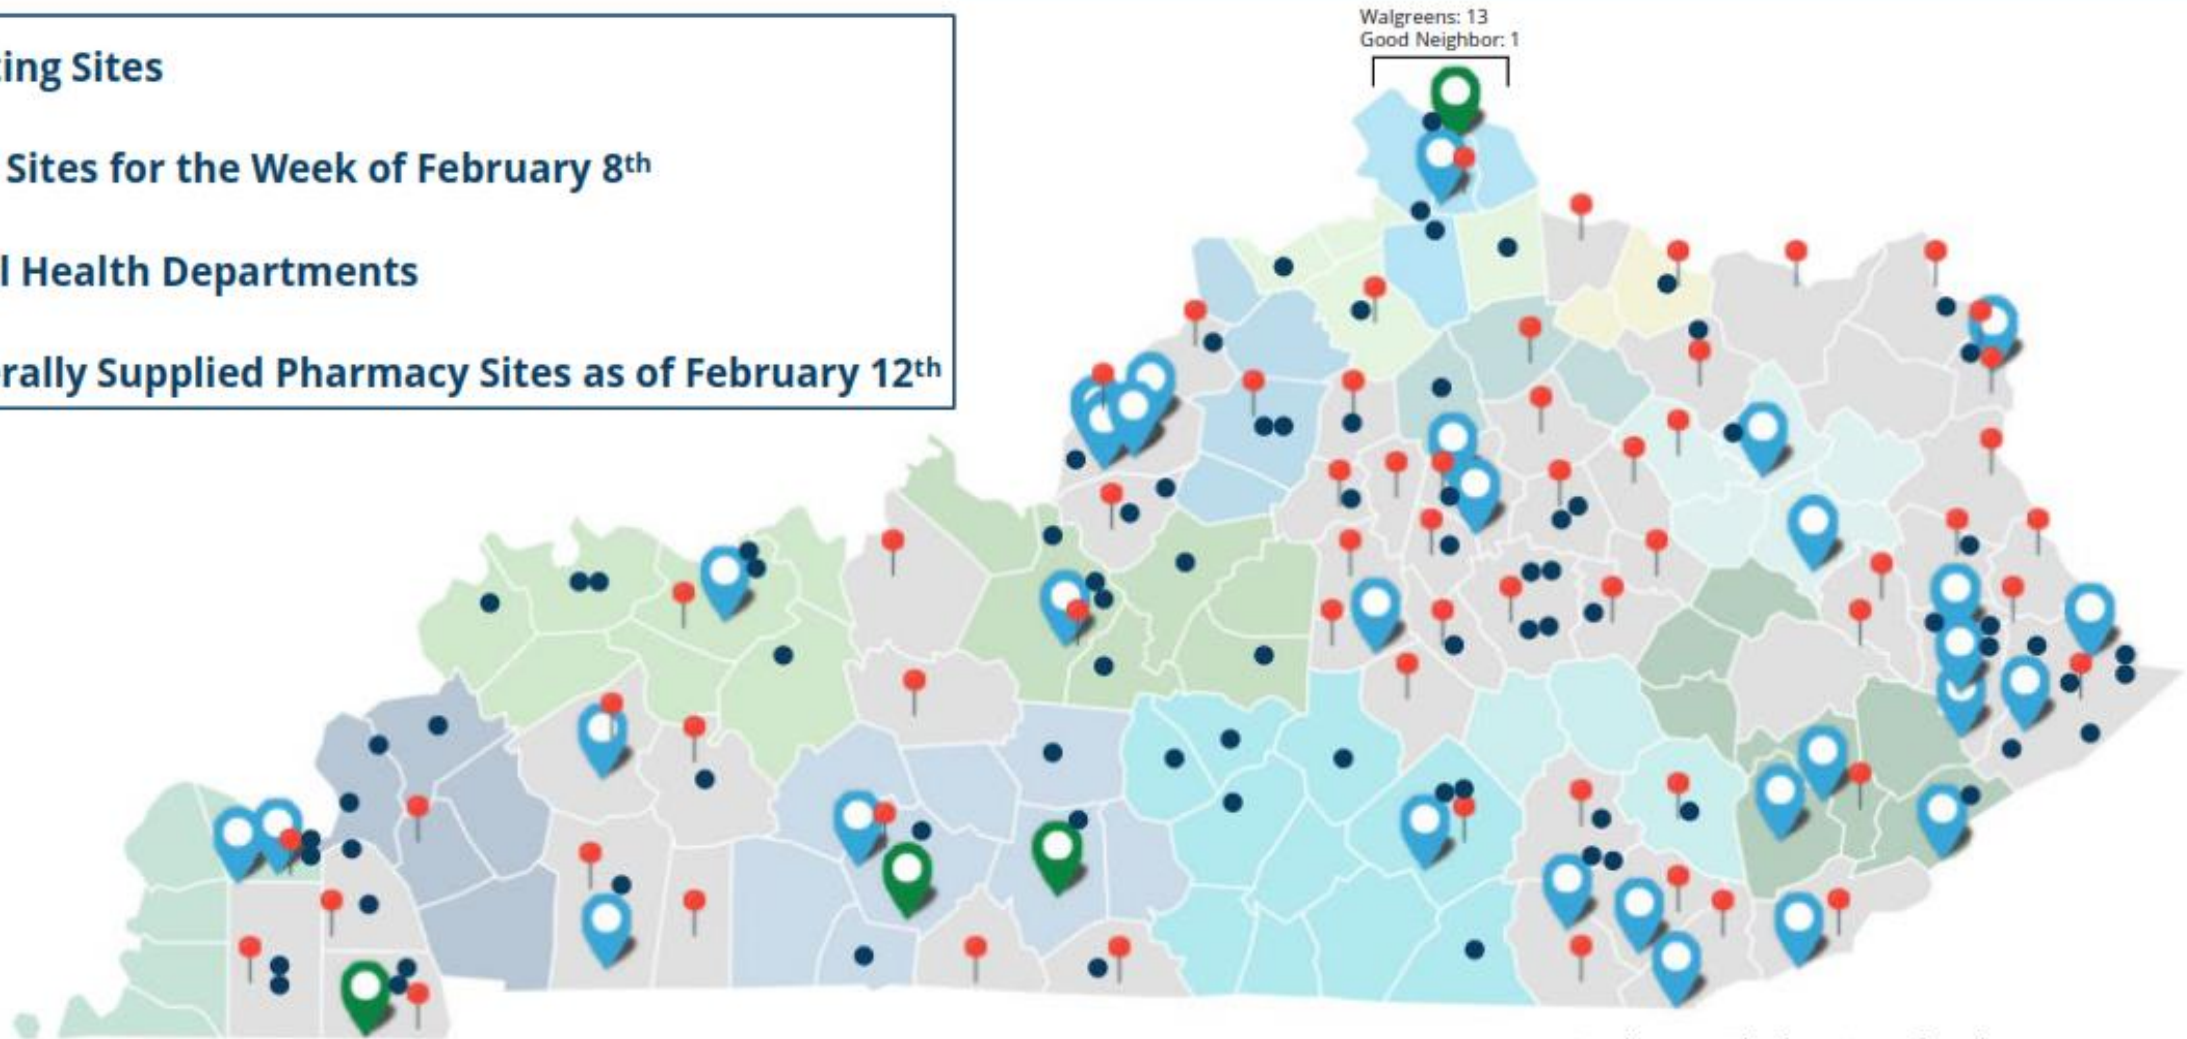 Walgreens: 13
Good Neighbor: 1
ing Sites
Sites for the Week of February 8th
l Health Departments
rally Supplied Pharmacy Sites as of February 12th